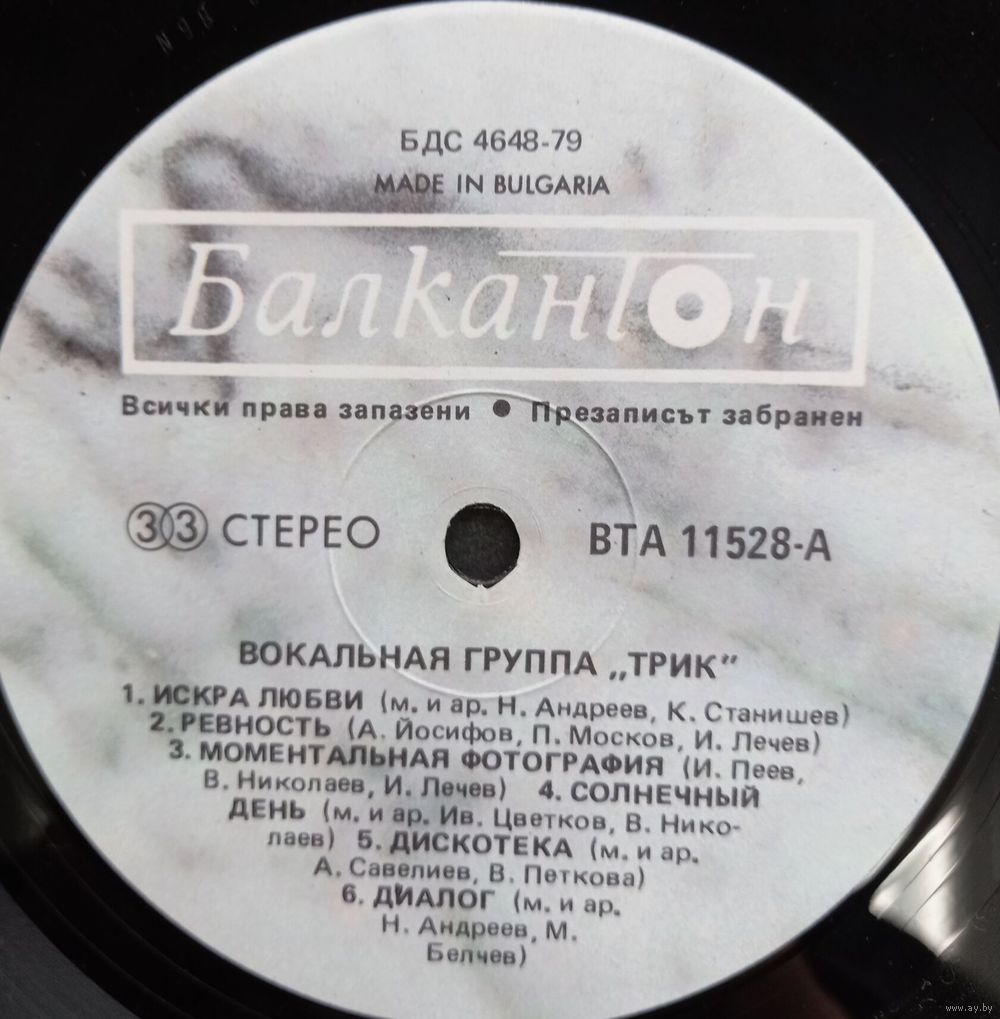 БДС 4648-79
MADE IN BULGARIA
Балкантон
Всички права запазени ● Презаписът забранен
33 СТЕРЕО
ВТА 11528-А
ВОКАЛЬНАЯ ГРУППА „ТРИК”
1. ИСКРА ЛЮБВИ (м. и ар. Н. Андреев, К. Станишев)
2. РЕВНОСТЬ (А. Йосифов, П. Москов, И. Лечев)
3. МОМЕНТАЛЬНАЯ ФОТОГРАФИЯ (И. Пеев,
В. Николаев, И. Лечев) 4. СОЛНЕЧНЫЙ
ДЕНЬ (м. и ар. Ив. Цветков, В. Нико-
лаев) 5. ДИСКОТЕКА (м. и ар.
А. Савелиев, В. Петкова)
6. ДИАЛОГ (м. и ар.
Н. Андреев, М.
Белчев)
www.ay.by